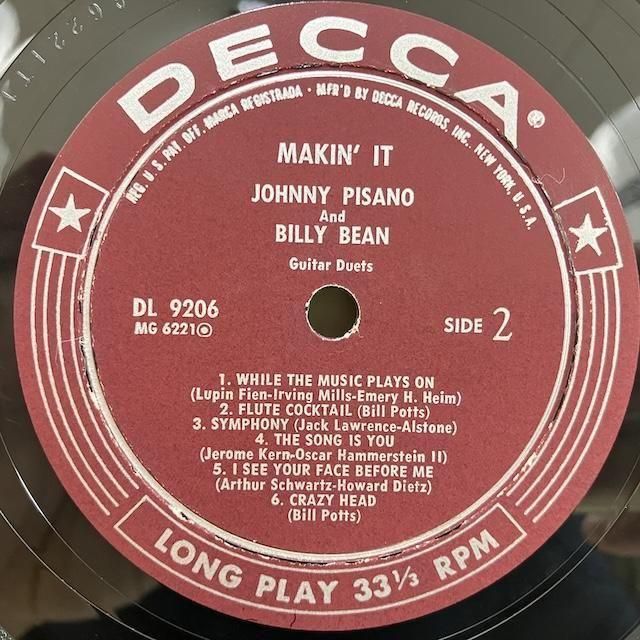 DECCA®
REG. U.S. PAT. OFF. MARCA REGISTRADA • MFR'D BY DECCA RECORDS, INC., NEW YORK, U.S.A.
MAKIN' IT
JOHNNY PISANO
And
BILLY BEAN
Guitar Duets
DL 9206
MG 6221
SIDE 2
1. WHILE THE MUSIC PLAYS ON
(Lupin Fien-Irving Mills-Emery H. Heim)
2. FLUTE COCKTAIL (Bill Potts)
3. SYMPHONY (Jack Lawrence-Alstone)
4. THE SONG IS YOU
(Jerome Kern-Oscar Hammerstein II)
5. I SEE YOUR FACE BEFORE ME
(Arthur Schwartz-Howard Dietz)
6. CRAZY HEAD
(Bill Potts)
LONG PLAY 33 1/3 RPM